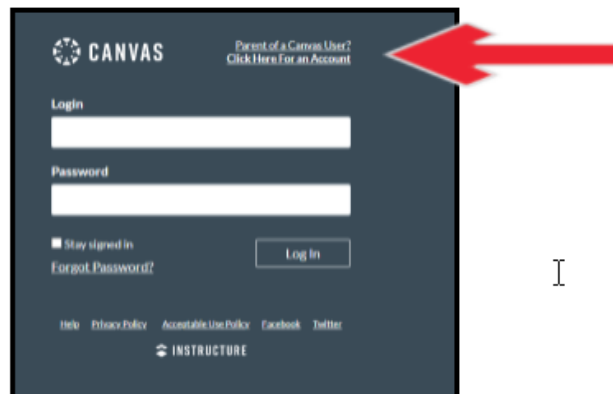 CANVAS
Parent of a Canvas User?
Click Here For an Account
Login
Password
Stay signed in
Log In
Forgot Password?
Help Privacy Policy Acceptable Use Policy Facebook Twitter
INSTRUCTURE